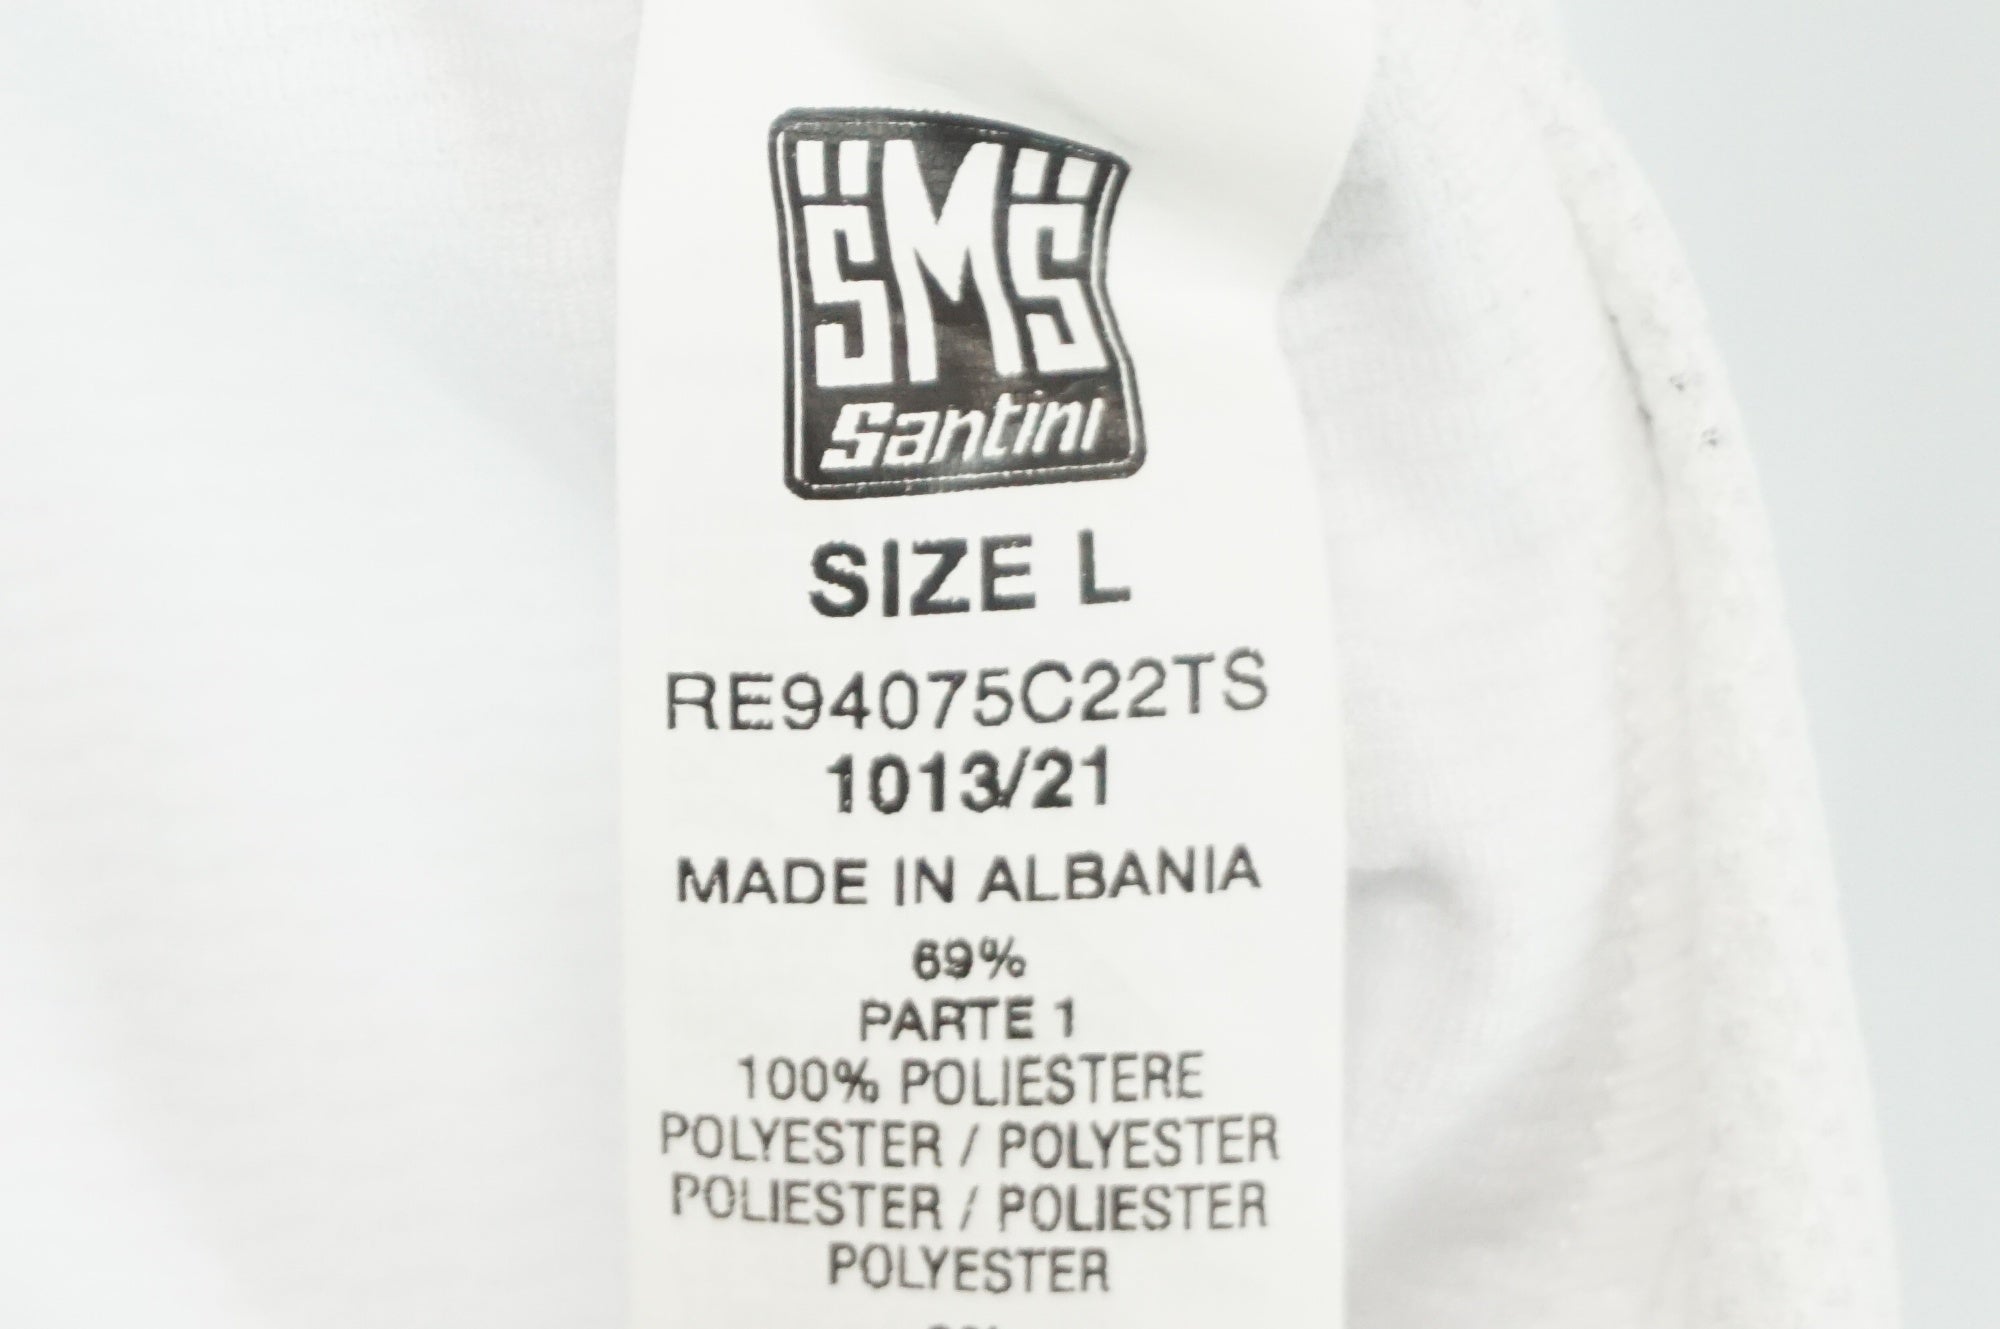 SMS
Santini
SIZE L
RE94075C22TS
1013/21
MADE IN ALBANIA
69%
PARTE 1
100% POLIESTERE
POLYESTER / POLYESTER
POLIESTER / POLIESTER
POLYESTER